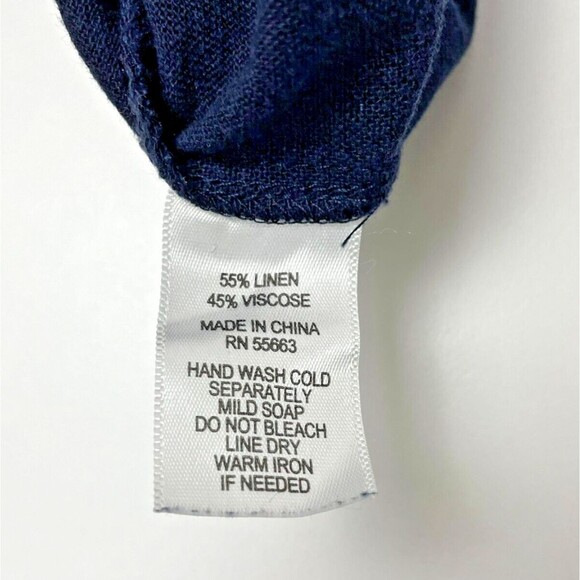 55% LINEN
45% VISCOSE
MADE IN CHINA
RN 55663
HAND WASH COLD
SEPARATELY
MILD SOAP
DO NOT BLEACH
LINE DRY
WARM IRON
IF NEEDED